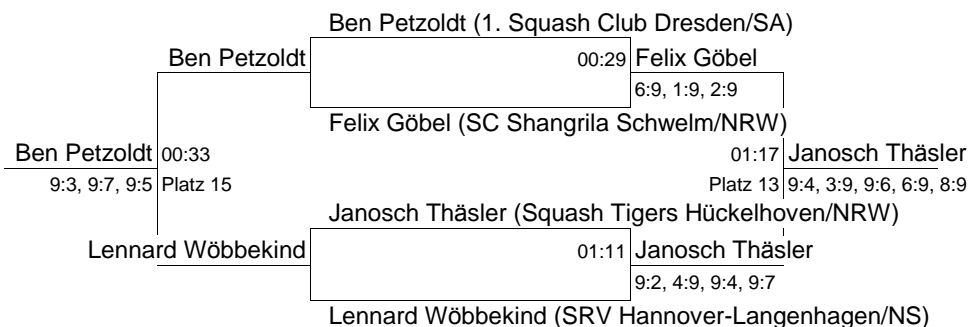 Ben Petzoldt (1. Squash Club Dresden/SA)
Ben Petzoldt 00:29 Felix Göbel
6:9, 1:9, 2:9
Felix Göbel (SC Shangrila Schwelm/NRW)
Ben Petzoldt 00:33 01:17 Janosch Thäsler
9:3, 9:7, 9:5 Platz 15 Platz 13 9:4, 3:9, 9:6, 6:9, 8:9
Janosch Thäsler (Squash Tigers Hückelhoven/NRW)
Lennard Wöbbekind 01:11 Janosch Thäsler
9:2, 4:9, 9:4, 9:7
Lennard Wöbbekind (SRV Hannover-Langenhagen/NS)